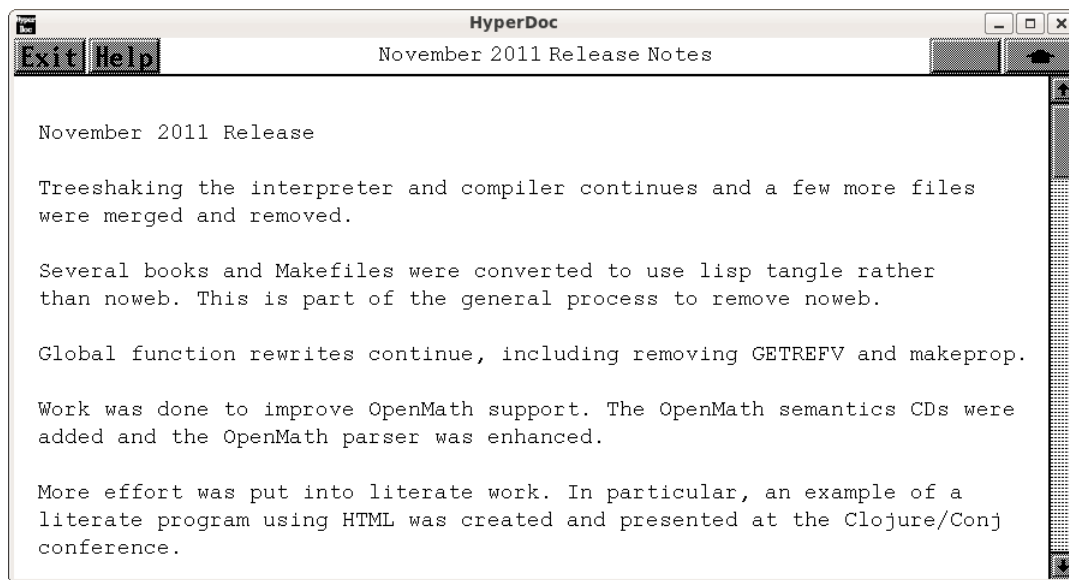 Hyper
Doc
HyperDoc
Exit Help
November 2011 Release Notes
November 2011 Release
Treeshaking the interpreter and compiler continues and a few more files
were merged and removed.
Several books and Makefiles were converted to use lisp tangle rather
than noweb. This is part of the general process to remove noweb.
Global function rewrites continue, including removing GETREFV and makeprop.
Work was done to improve OpenMath support. The OpenMath semantics CDs were
added and the OpenMath parser was enhanced.
More effort was put into literate work. In particular, an example of a
literate program using HTML was created and presented at the Clojure/Conj
conference.